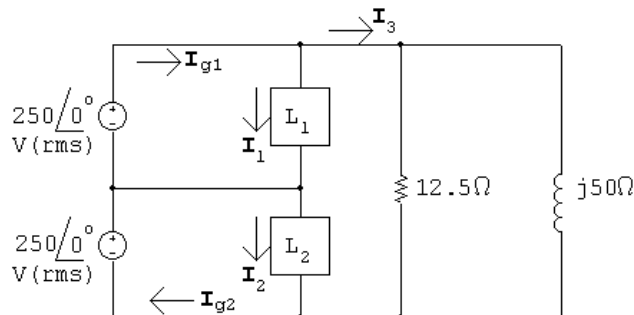 I3
Ig1
250/0°
V(rms)
L1
I1
12.5Ω
j50Ω
250/0°
V(rms)
L2
I2
Ig2